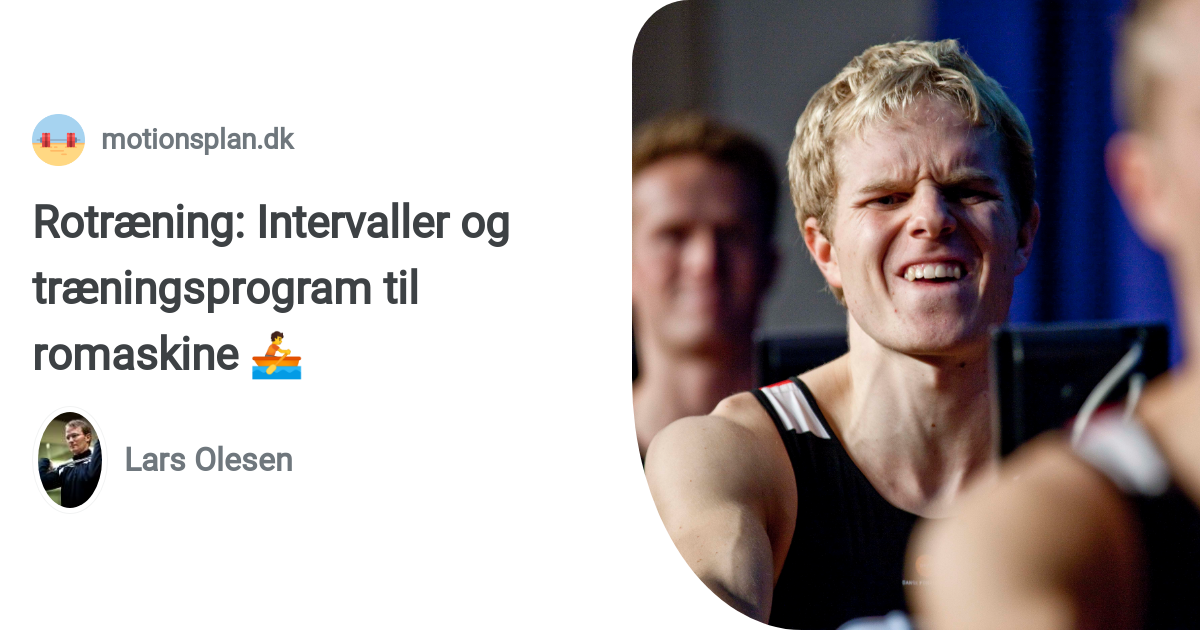 motionsplan.dk
Rotræning: Intervaller og
træningsprogram til
romaskine
Lars Olesen